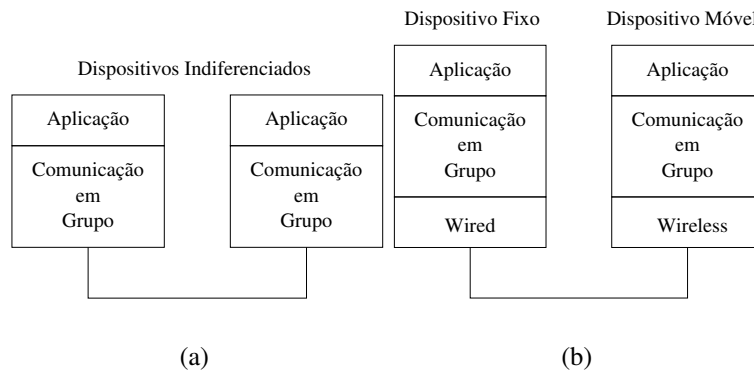 Dispositivos Indiferenciados
Aplicação
Comunicação
em
Grupo
Aplicação
Comunicação
em
Grupo
(a)
Dispositivo Fixo
Aplicação
Comunicação
em
Grupo
Wired
Dispositivo Móvel
Aplicação
Comunicação
em
Grupo
Wireless
(b)